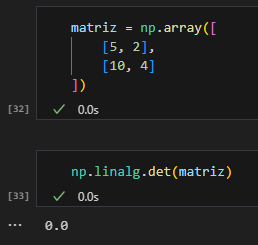 matriz = np.array([
    [5, 2],
    [10, 4]
])
[32]
0.0s
np.linalg.det(matriz)
[33]
0.0s
... 0.0